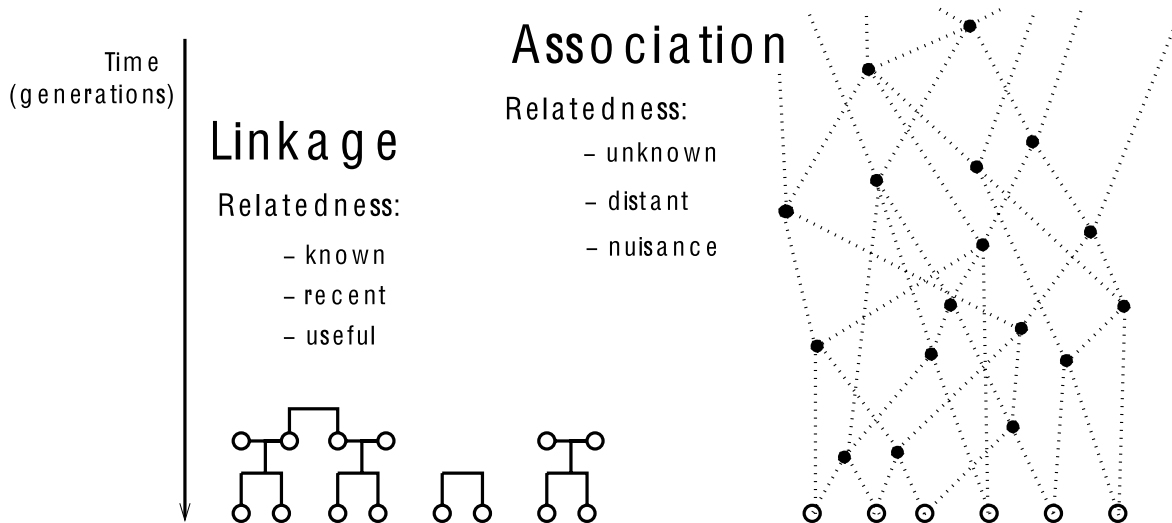 Time
(generations)
Linkage
Relatedness:
– known
– recent
– useful
Association
Relatedness:
– unknown
– distant
– nuisance